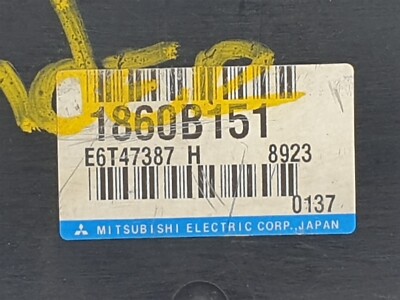 1860B151
E6T47387 H 8923
0137
MITSUBISHI ELECTRIC CORP., JAPAN